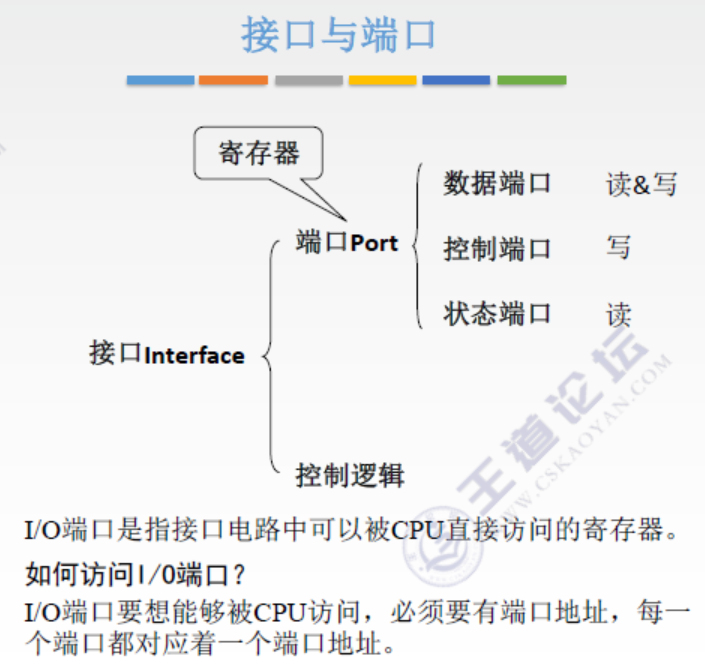 接口与端口
寄存器
数据端口 读&写
端口Port
控制端口 写
状态端口 读
接口Interface
控制逻辑
王道论坛
WWW.CSKAOYAN.COM
I/O端口是指接口电路中可以被CPU直接访问的寄存器。
如何访问I/O端口?
I/O端口要想能够被CPU访问，必须要有端口地址，每一
个端口都对应着一个端口地址。